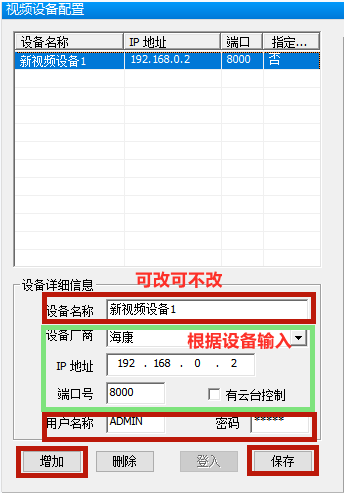 视频设备配置
设备名称 IP 地址 端口 指定...
新视频设备1 192.168.0.2 8000 否
可改可不改
设备详细信息
设备名称 新视频设备1
设备厂商 海康 根据设备输入
IP 地址 192 . 168 . 0 . 2
端口号 8000 有云台控制
用户名称 ADMIN 密码 *****
增加 删除 登入 保存